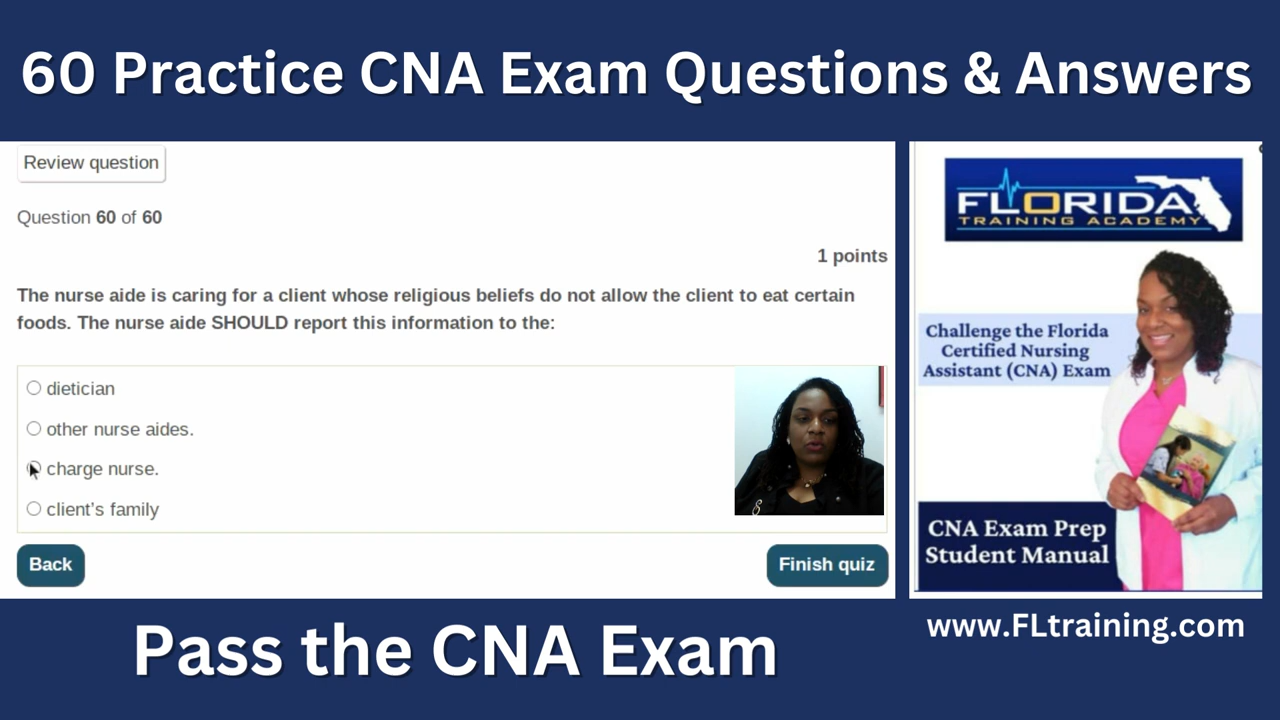 60 Practice CNA Exam Questions & Answers
Review question
Question 60 of 60
1 points
The nurse aide is caring for a client whose religious beliefs do not allow the client to eat certain
foods. The nurse aide SHOULD report this information to the:
dietician
other nurse aides.
charge nurse.
client's family
Back
Finish quiz
FLORIDA
TRAINING ACADEMY
Challenge the Florida
Certified Nursing
Assistant (CNA) Exam
CNA Exam Prep
Student Manual
Pass the CNA Exam
www.FLtraining.com